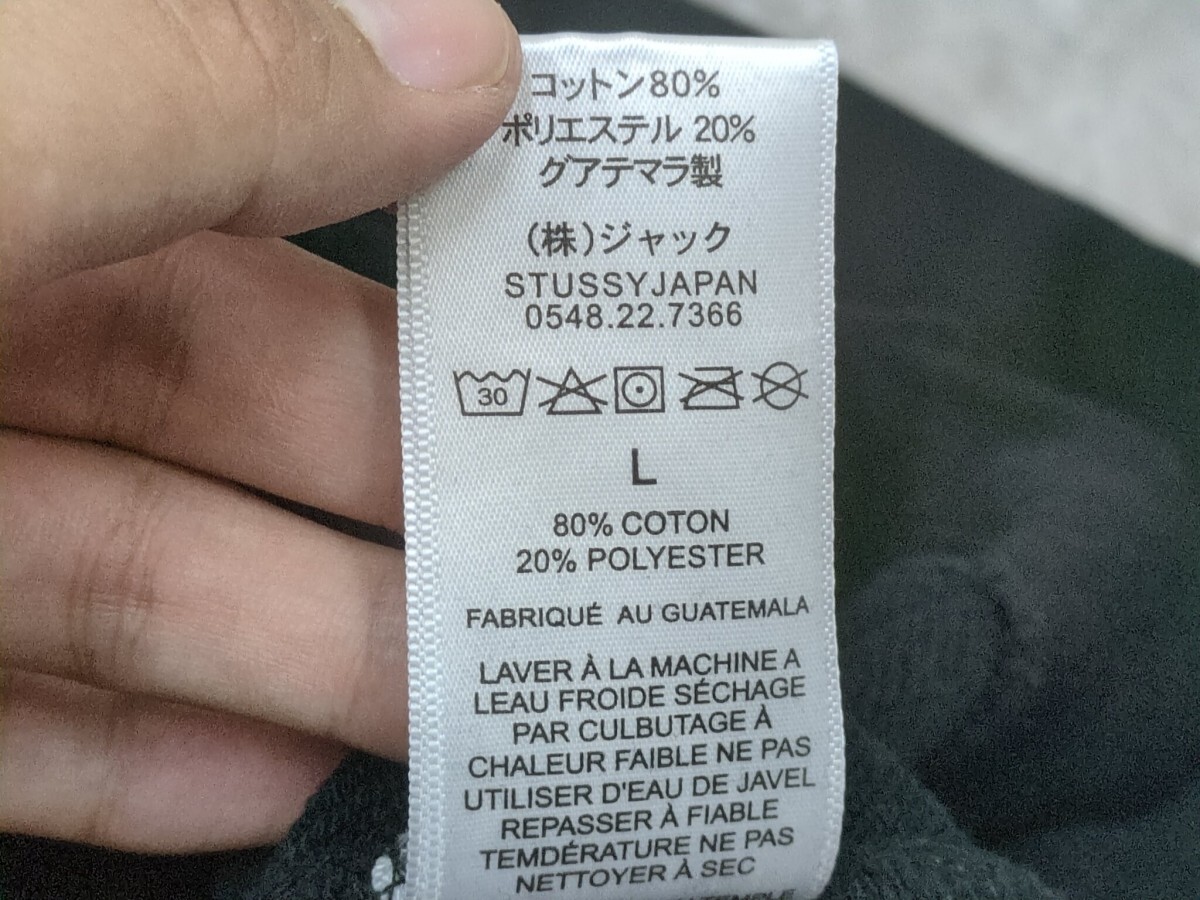 コットン80%
ポリエステル 20%
グアテマラ製
(株)ジャック
STUSSYJAPAN
0548.22.7366
30
L
80% COTON
20% POLYESTER
FABRIQUÉ AU GUATEMALA
LAVER À LA MACHINE A
LEAU FROIDE SÉCHAGE
PAR CULBUTAGE À
CHALEUR FAIBLE NE PAS
UTILISER D'EAU DE JAVEL
REPASSER À FIABLE
TEMDÉRATURE NE PAS
NETTOYER À SEC